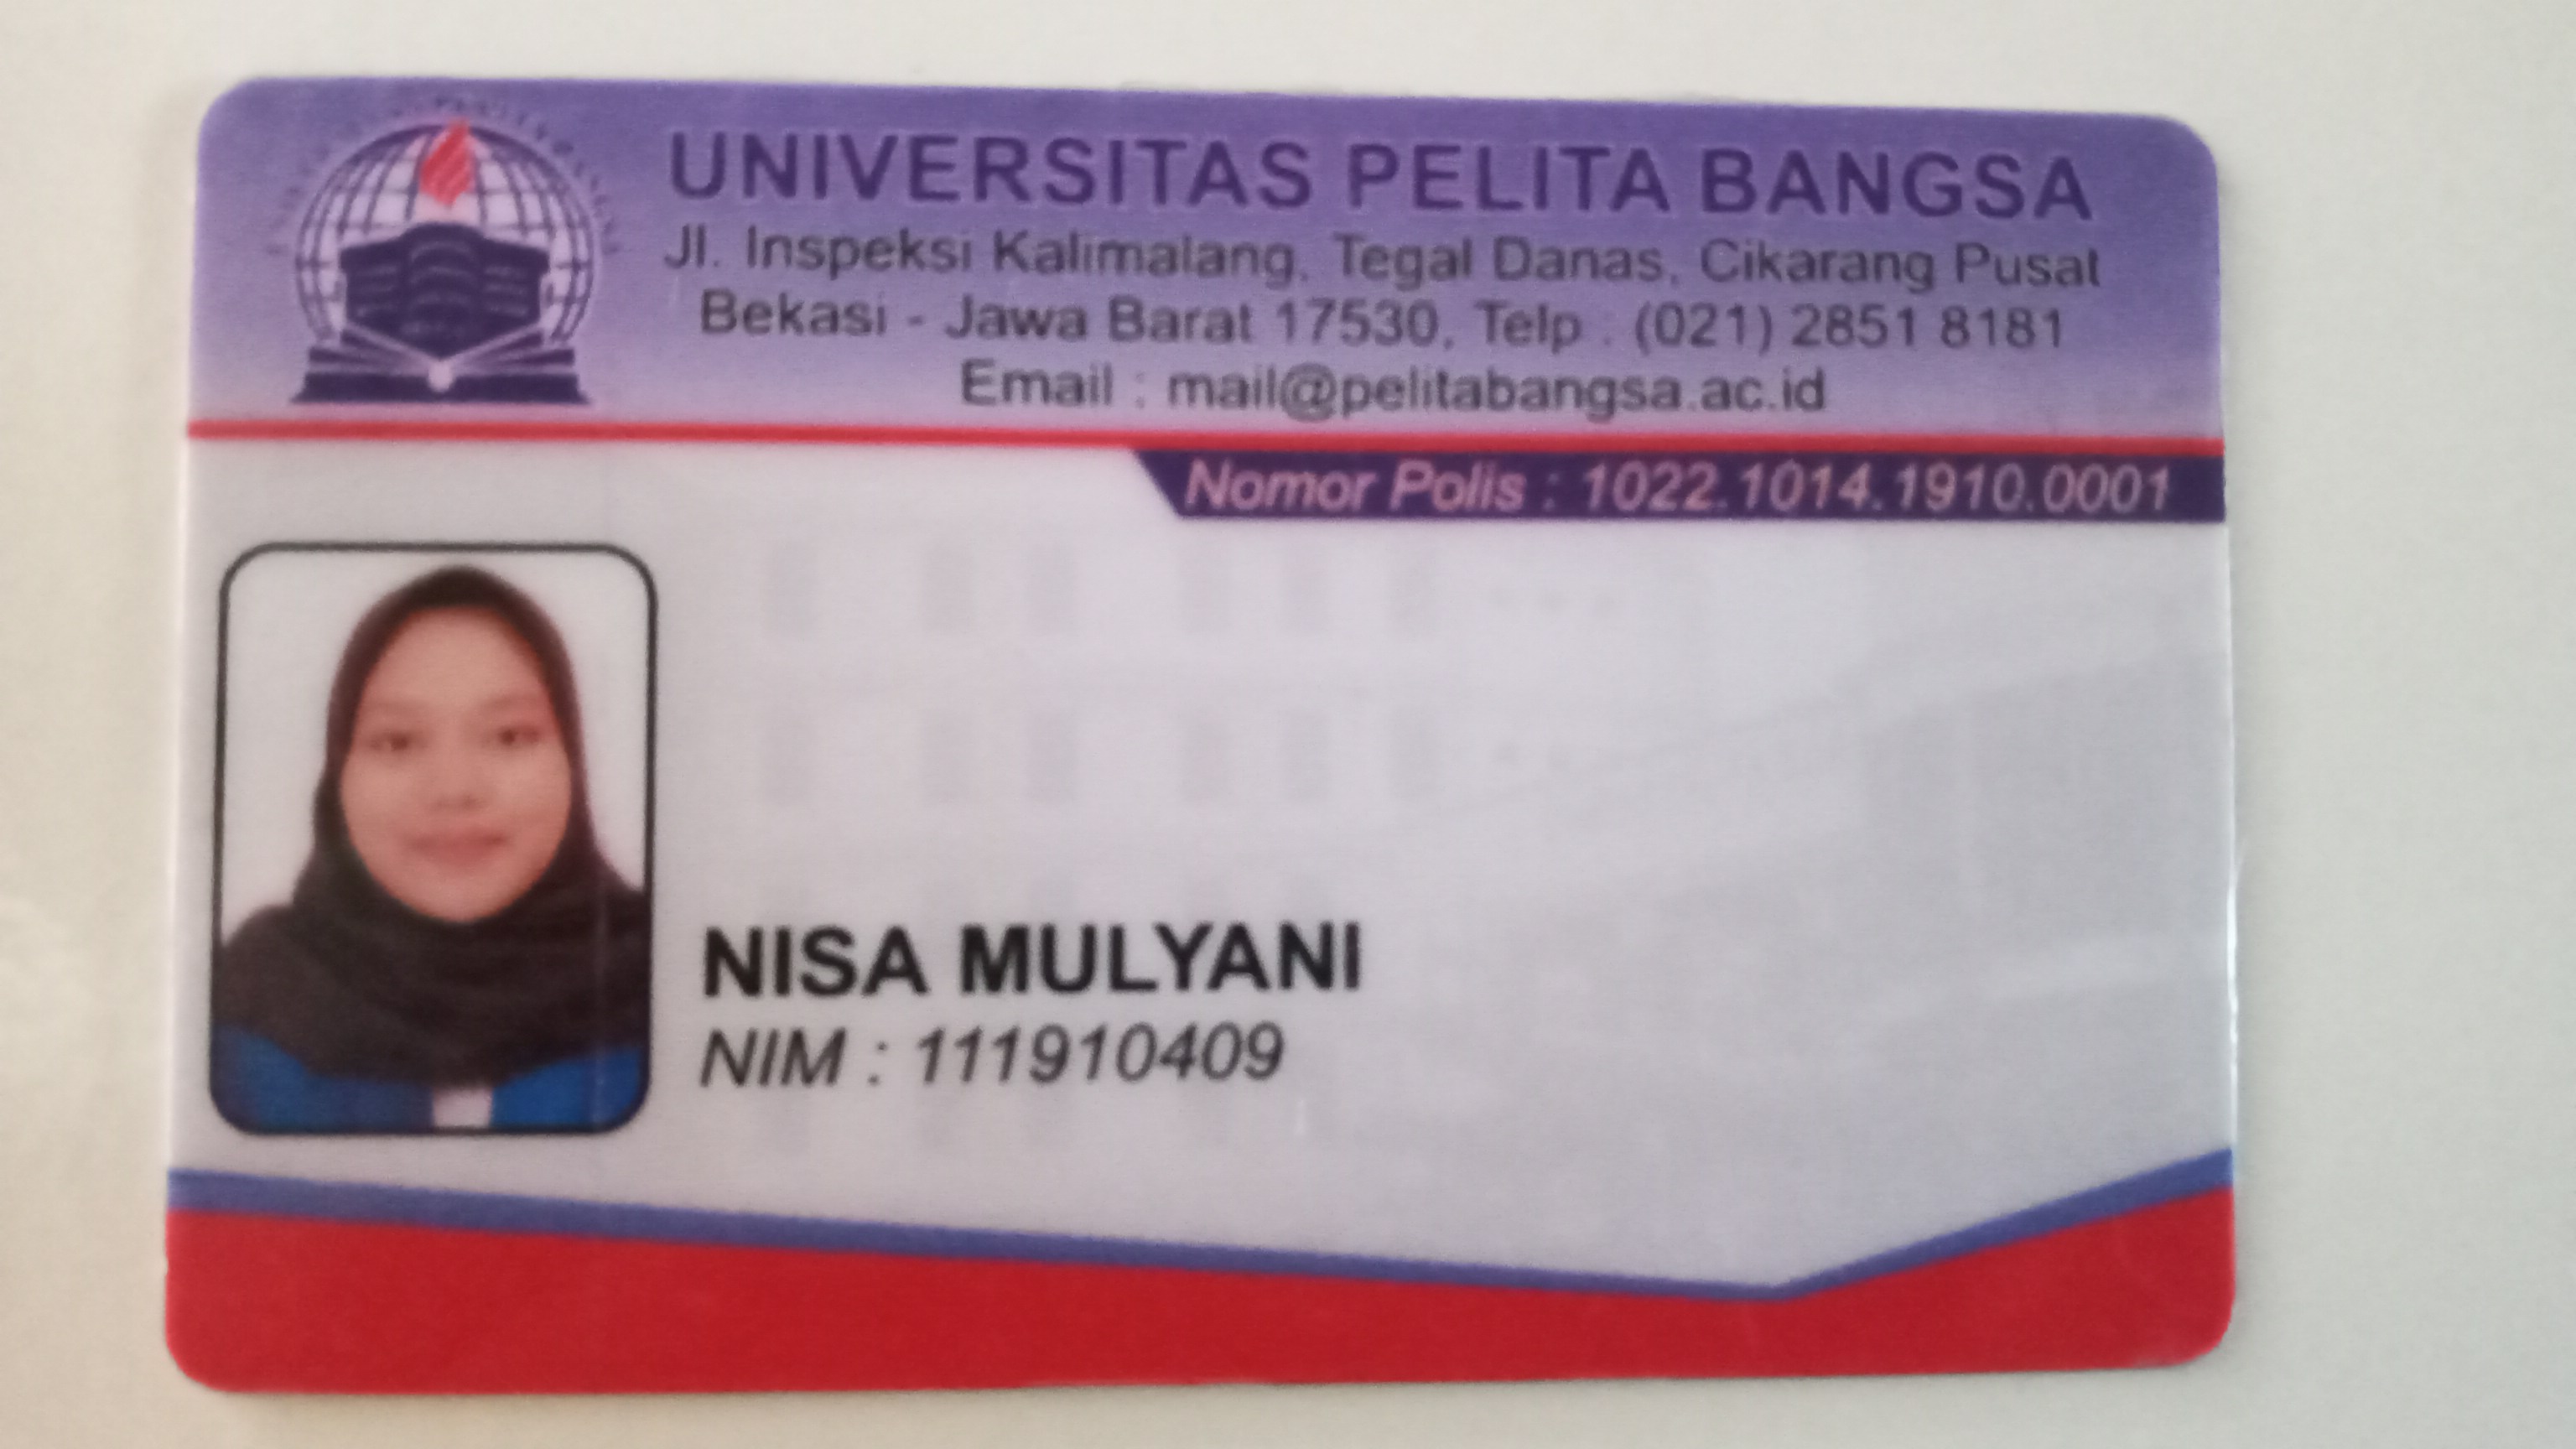 UNIVERSITAS PELITA BANGSA
Jl. Inspeksi Kalimalang, Tegal Danas, Cikarang Pusat
Bekasi - Jawa Barat 17530, Telp : (021) 2851 8181
Email : mail@pelitabangsa.ac.id
Nomor Polis : 1022.1014.1910.0001
NISA MULYANI
NIM : 111910409